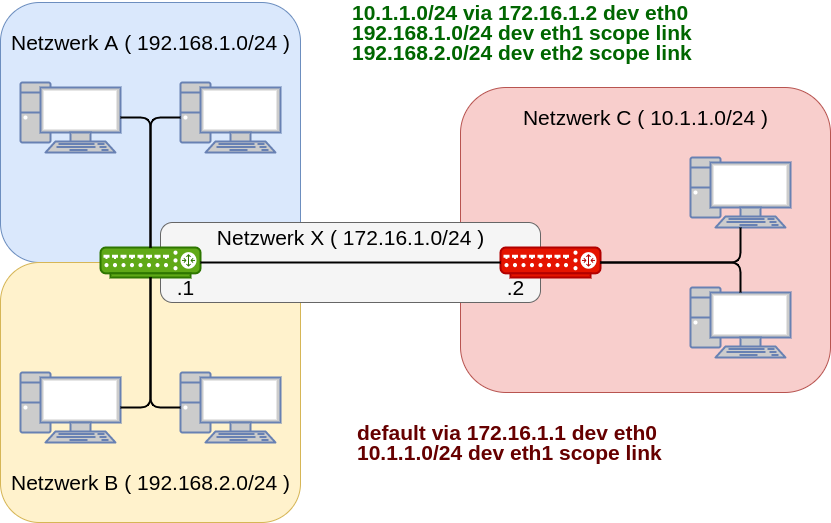 10.1.1.0/24 via 172.16.1.2 dev eth0
192.168.1.0/24 dev eth1 scope link
192.168.2.0/24 dev eth2 scope link
Netzwerk A ( 192.168.1.0/24 )
Netzwerk C ( 10.1.1.0/24 )
Netzwerk X ( 172.16.1.0/24 )
.1
.2
default via 172.16.1.1 dev eth0
10.1.1.0/24 dev eth1 scope link
Netzwerk B ( 192.168.2.0/24 )